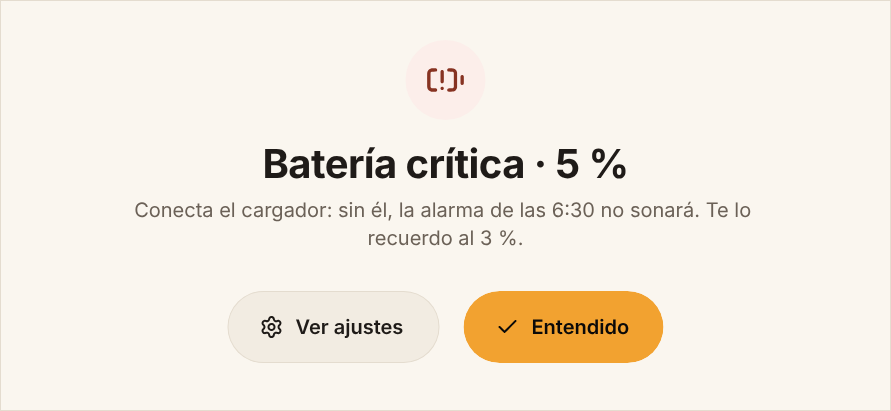 Batería crítica · 5 %
Conecta el cargador: sin él, la alarma de las 6:30 no sonará. Te lo
recuerdo al 3 %.
Ver ajustes
Entendido